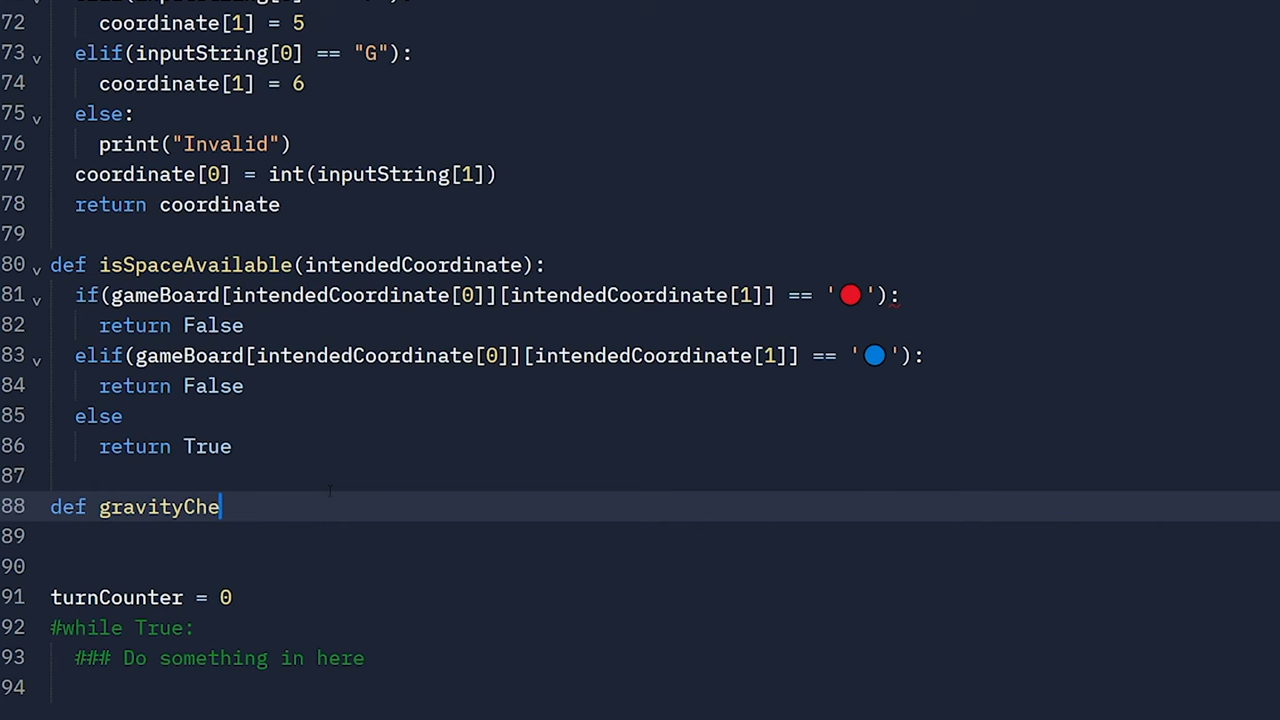 72 coordinate[1] = 5
73 elif(inputString[0] == "G"):
74 coordinate[1] = 6
75 else:
76 print("Invalid")
77 coordinate[0] = int(inputString[1])
78 return coordinate
79
80 def isSpaceAvailable(intendedCoordinate):
81 if(gameBoard[intendedCoordinate[0]][intendedCoordinate[1]] == '🔴'):
82 return False
83 elif(gameBoard[intendedCoordinate[0]][intendedCoordinate[1]] == '🔵'):
84 return False
85 else
86 return True
87
88 def gravityChe
89
90
91 turnCounter = 0
92 #while True:
93 ### Do something in here
94